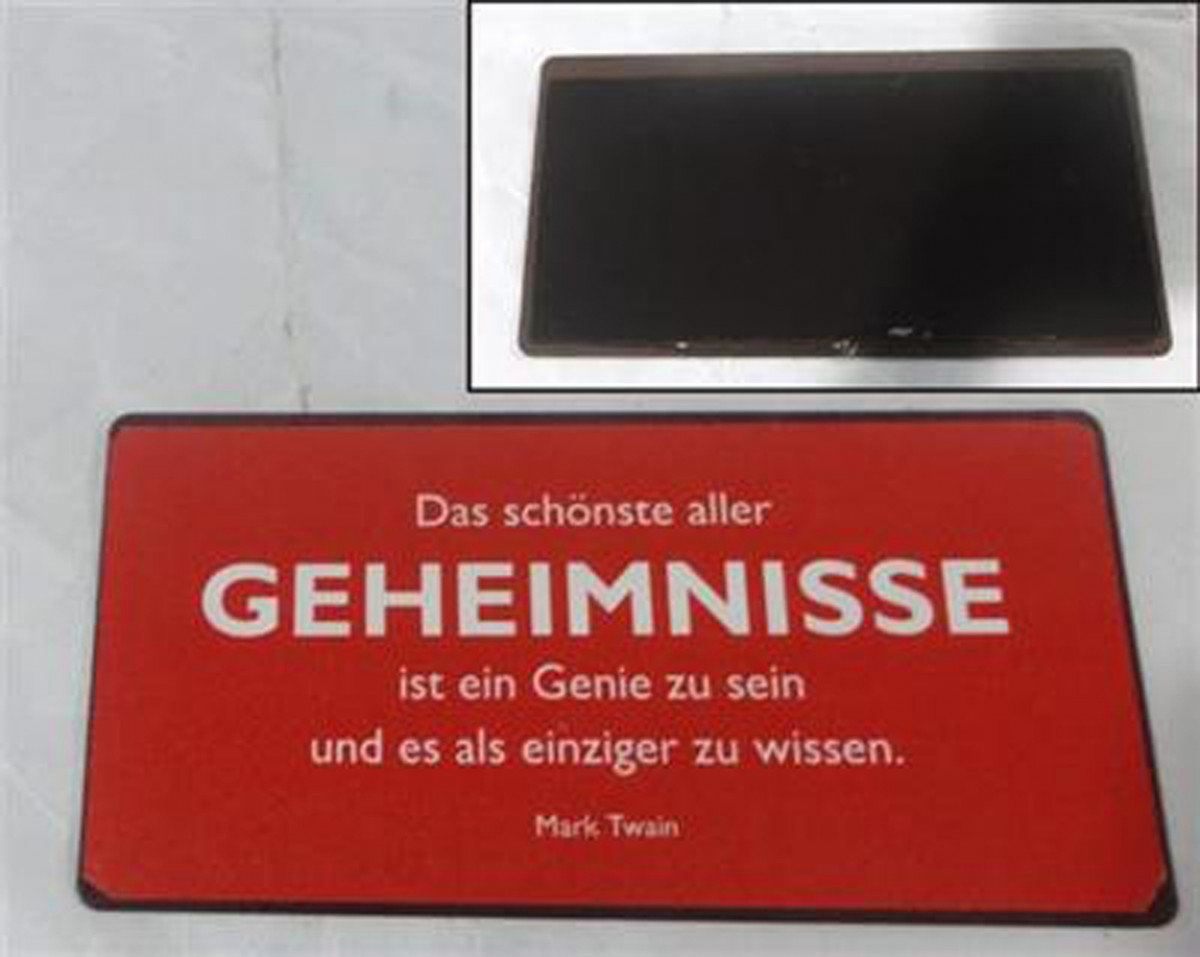 Das schönste aller
GEHEIMNISSE
ist ein Genie zu sein
und es als einziger zu wissen.
Mark Twain